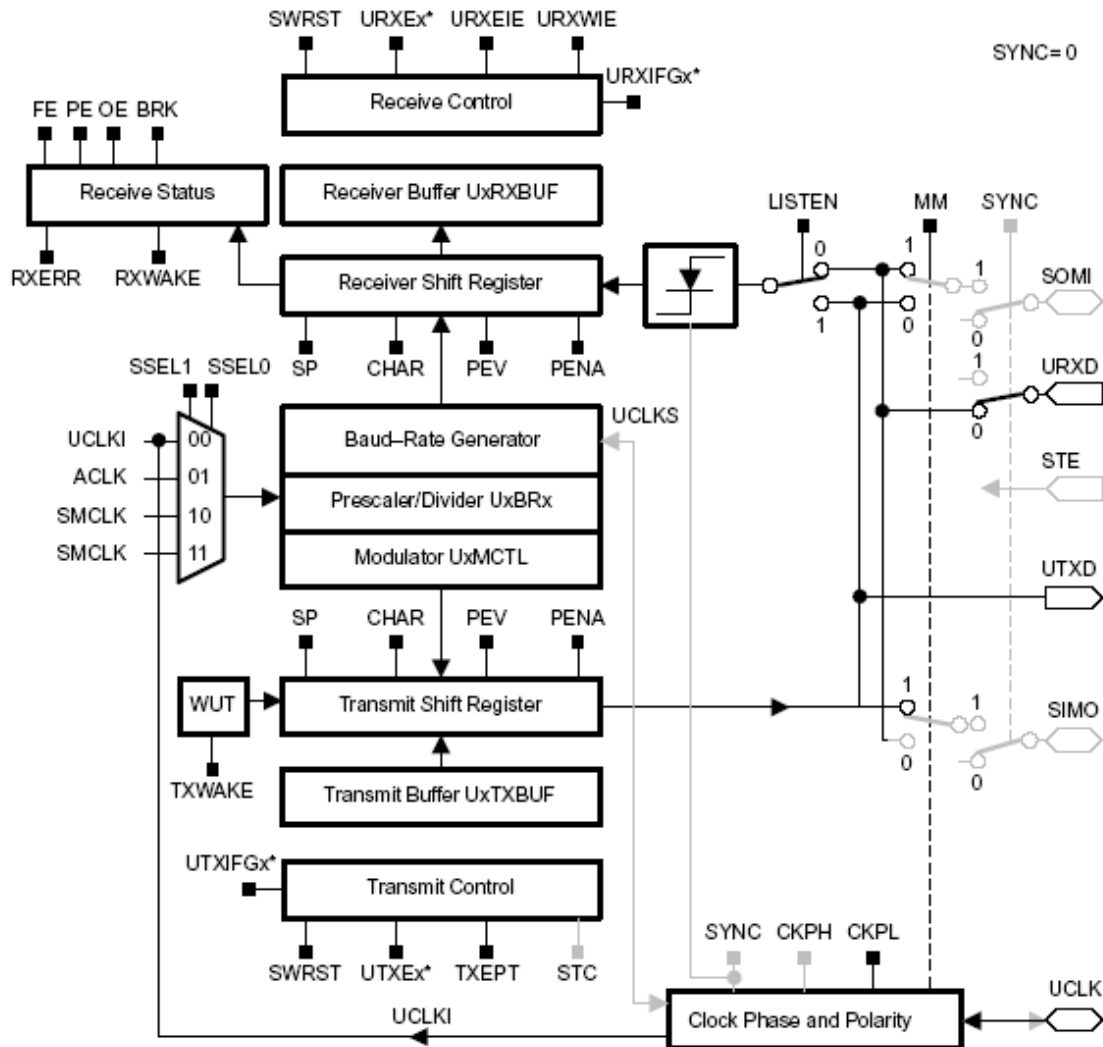 SWRST URXEx* URXEIE URXWIE
SYNC= 0
URXIFGx*
Receive Control
FE PE OE BRK
Receive Status
Receiver Buffer UxRXBUF
LISTEN MM SYNC
0 1
RXERR RXWAKE
Receiver Shift Register
1 SOMI
1 0
0
SP CHAR PEV PENA
1
SSEL1 SSEL0
URXD
UCLKS
UCLKI 00
Baud–Rate Generator
0
ACLK 01
STE
Prescaler/Divider UxBRx
SMCLK 10
SMCLK 11
Modulator UxMCTL
UTXD
SP CHAR PEV PENA
WUT
Transmit Shift Register
1 1 SIMO
0 0
TXWAKE
Transmit Buffer UxTXBUF
UTXIFGx*
Transmit Control
SYNC CKPH CKPL
SWRST UTXEx* TXEPT STC
UCLK
UCLKI
Clock Phase and Polarity